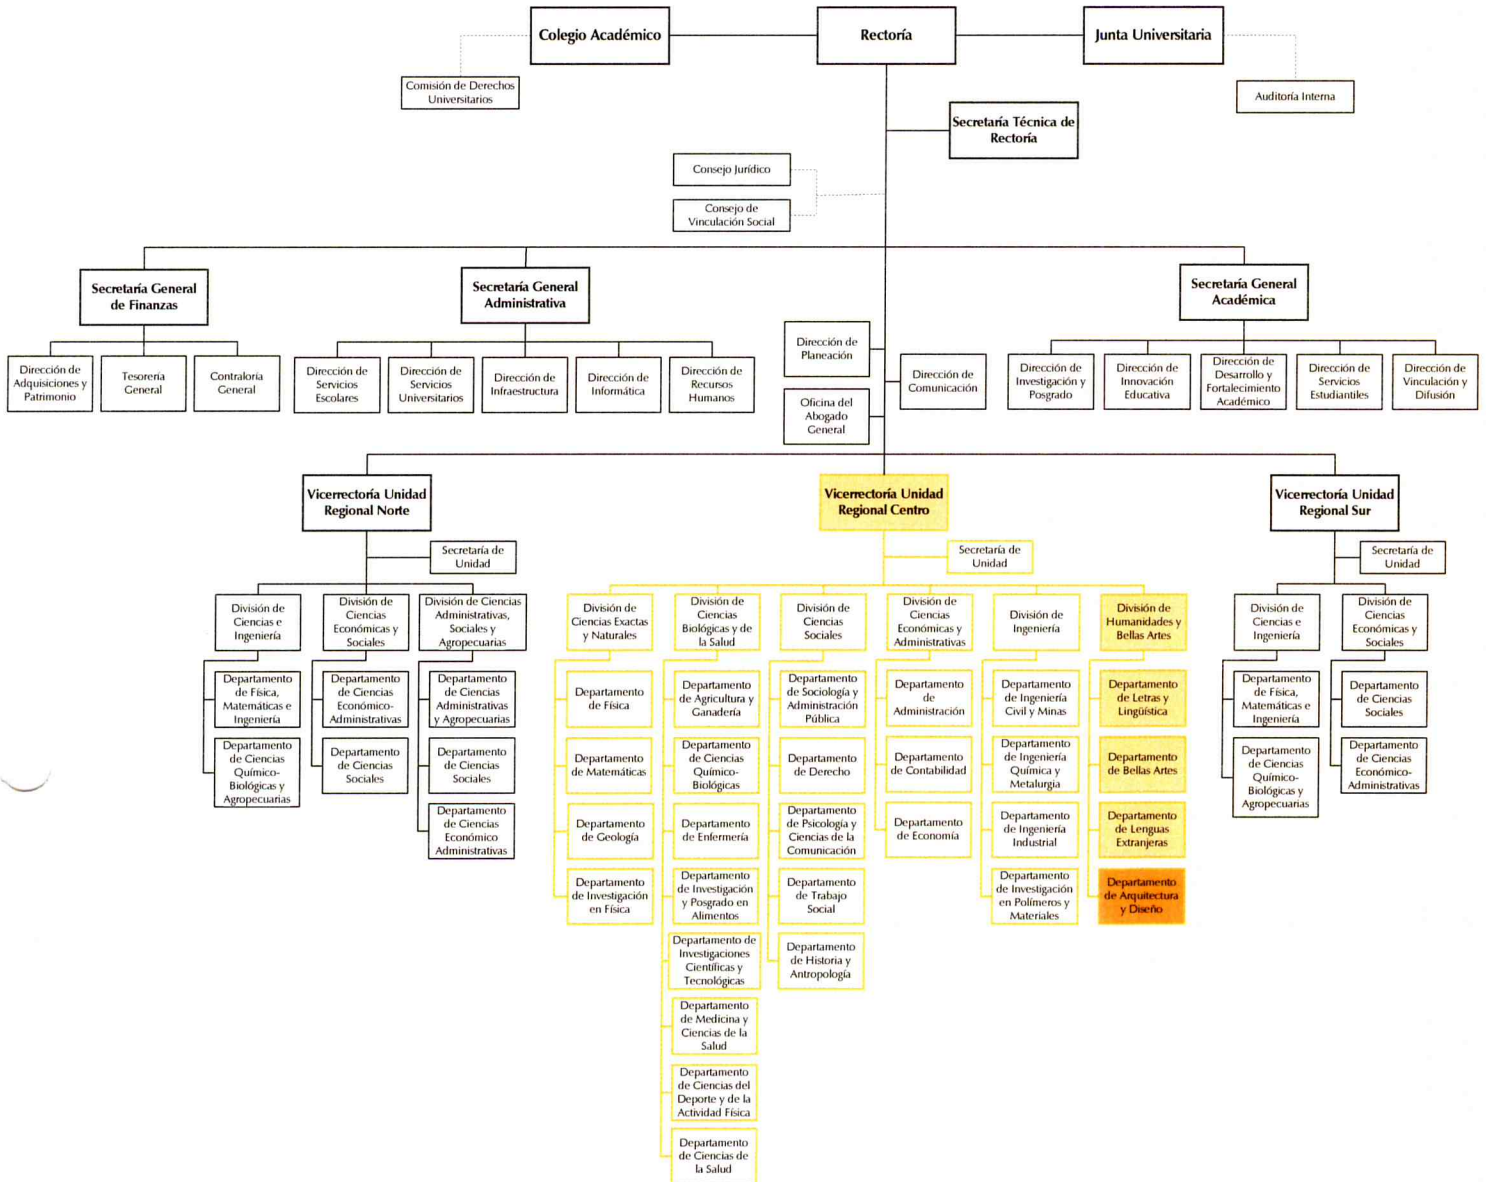 Colegio Académico
Rectoría
Junta Universitaria
Comisión de Derechos
Universitarios
Auditoría Interna
Secretaría Técnica de
Rectoría
Consejo Jurídico
Consejo de
Vinculación Social
Secretaría General
de Finanzas
Secretaría General
Administrativa
Secretaría General
Académica
Dirección de
Adquisiciones y
Patrimonio
Tesorería
General
Contraloría
General
Dirección de
Servicios
Escolares
Dirección de
Servicios
Universitarios
Dirección de
Infraestructura
Dirección de
Informática
Dirección de
Recursos
Humanos
Dirección de
Planeación
Dirección de
Comunicación
Oficina del
Abogado
General
Dirección de
Investigación y
Posgrado
Dirección de
Innovación
Educativa
Dirección de
Desarrollo y
Fortalecimiento
Académico
Dirección de
Servicios
Estudiantiles
Dirección de
Vinculación y
Difusión
Vicerrectoría Unidad
Regional Norte
Vicerrectoría Unidad
Regional Centro
Vicerrectoría Unidad
Regional Sur
Secretaría de
Unidad
Secretaría de
Unidad
Secretaría de
Unidad
División de
Ciencias e
Ingeniería
División de
Ciencias
Económicas y
Sociales
División de Ciencias
Administrativas,
Sociales y
Agropecuarias
División de
Ciencias Exactas
y Naturales
División de
Ciencias
Biológicas y de
la Salud
División de
Ciencias
Sociales
División de
Ciencias
Económicas y
Administrativas
División de
Ingeniería
División de
Humanidades y
Bellas Artes
División de
Ciencias e
Ingeniería
División de
Ciencias
Económicas y
Sociales
Departamento
de Física,
Matemáticas e
Ingeniería
Departamento
de Ciencias
Económico-
Administrativas
Departamento
de Ciencias
Administrativas
y Agropecuarias
Departamento
de Física
Departamento
de Agricultura y
Ganadería
Departamento
de Sociología y
Administración
Pública
Departamento
de
Administración
Departamento
de Ingeniería
Civil y Minas
Departamento
de Letras y
Lingüística
Departamento
de Física,
Matemáticas e
Ingeniería
Departamento
de Ciencias
Sociales
Departamento
de Ciencias
Químico-
Biológicas y
Agropecuarias
Departamento
de Ciencias
Sociales
Departamento
de Ciencias
Sociales
Departamento
de Matemáticas
Departamento
de Ciencias
Químico-
Biológicas
Departamento
de Derecho
Departamento
de Contabilidad
Departamento
de Ingeniería
Química y
Metalurgia
Departamento
de Bellas Artes
Departamento
de Ciencias
Químico-
Biológicas y
Agropecuarias
Departamento
de Ciencias
Económico-
Administrativas
Departamento
de Ciencias
Económico
Administrativas
Departamento
de Geología
Departamento
de Enfermería
Departamento
de Psicología y
Ciencias de la
Comunicación
Departamento
de Economía
Departamento
de Ingeniería
Industrial
Departamento
de Lenguas
Extranjeras
Departamento
de Investigación
en Física
Departamento
de Investigación
y Posgrado en
Alimentos
Departamento
de Trabajo
Social
Departamento
de Investigación
en Polímeros y
Materiales
Departamento
de Arquitectura
y Diseño
Departamento de
Investigaciones
Científicas y
Tecnológicas
Departamento
de Historia y
Antropología
Departamento
de Medicina y
Ciencias de la
Salud
Departamento
de Ciencias del
Deporte y de la
Actividad Física
Departamento
de Ciencias de
la Salud